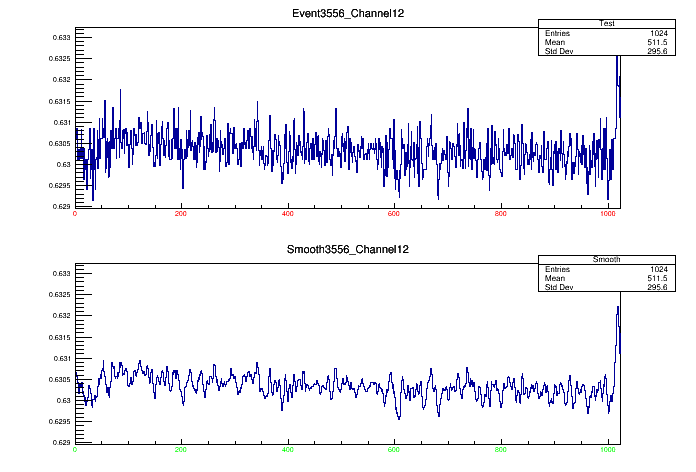 Event3556_Channel12
Test
Entries 1024
Mean 511.5
Std Dev 295.6
0.633
0.6325
0.632
0.6315
0.631
0.6305
0.63
0.6295
0.629
0 200 400 600 800 1000
Smooth3556_Channel12
Smooth
Entries 1024
Mean 511.5
Std Dev 295.6
0.633
0.6325
0.632
0.6315
0.631
0.6305
0.63
0.6295
0.629
0 200 400 600 800 1000